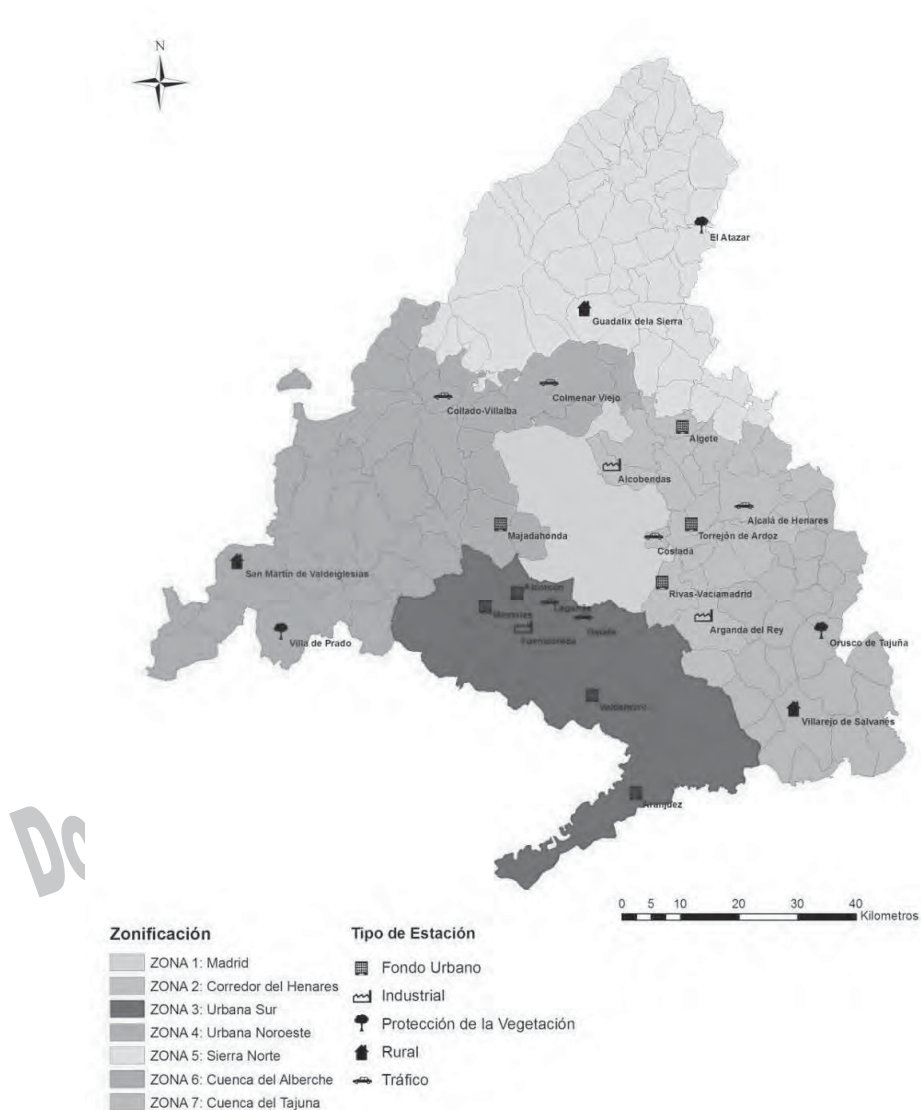 N
El Atazar
Guadalix dela Sierra
Collado-Villalba
Colmenar Viejo
Algete
Alcobendas
Alcalá de Henares
Majadahonda
Torrejón de Ardoz
Coslada
San Martín de Valdeiglesias
Rivas-Vaciamadrid
Alcorcón
Leganés
Móstoles
Getafe
Arganda del Rey
Fuenlabrada
Villa de Prado
Orusco de Tajuña
Valdemoro
Villarejo de Salvanés
Aranjuez
0 5 10 20 30 40
Kilometros
Zonificación
ZONA 1: Madrid
ZONA 2: Corredor del Henares
ZONA 3: Urbana Sur
ZONA 4: Urbana Noroeste
ZONA 5: Sierra Norte
ZONA 6: Cuenca del Alberche
ZONA 7: Cuenca del Tajuna
Tipo de Estación
Fondo Urbano
Industrial
Protección de la Vegetación
Rural
Tráfico